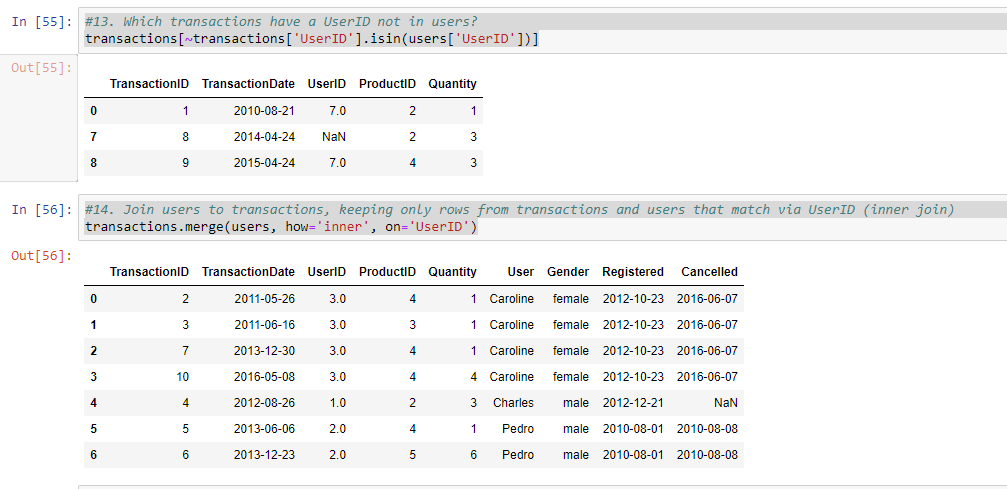 In [55]: #13. Which transactions have a UserID not in users?
transactions[~transactions['UserID'].isin(users['UserID'])]
Out[55]:
TransactionID TransactionDate UserID ProductID Quantity
0 1 2010-08-21 7.0 2 1
7 8 2014-04-24 NaN 2 3
8 9 2015-04-24 7.0 4 3
In [56]: #14. Join users to transactions, keeping only rows from transactions and users that match via UserID (inner join)
transactions.merge(users, how='inner', on='UserID')
Out[56]:
TransactionID TransactionDate UserID ProductID Quantity User Gender Registered Cancelled
0 2 2011-05-26 3.0 4 1 Caroline female 2012-10-23 2016-06-07
1 3 2011-06-16 3.0 3 1 Caroline female 2012-10-23 2016-06-07
2 7 2013-12-30 3.0 4 1 Caroline female 2012-10-23 2016-06-07
3 10 2016-05-08 3.0 4 4 Caroline female 2012-10-23 2016-06-07
4 4 2012-08-26 1.0 2 3 Charles male 2012-12-21 NaN
5 5 2013-06-06 2.0 4 1 Pedro male 2010-08-01 2010-08-08
6 6 2013-12-23 2.0 5 6 Pedro male 2010-08-01 2010-08-08